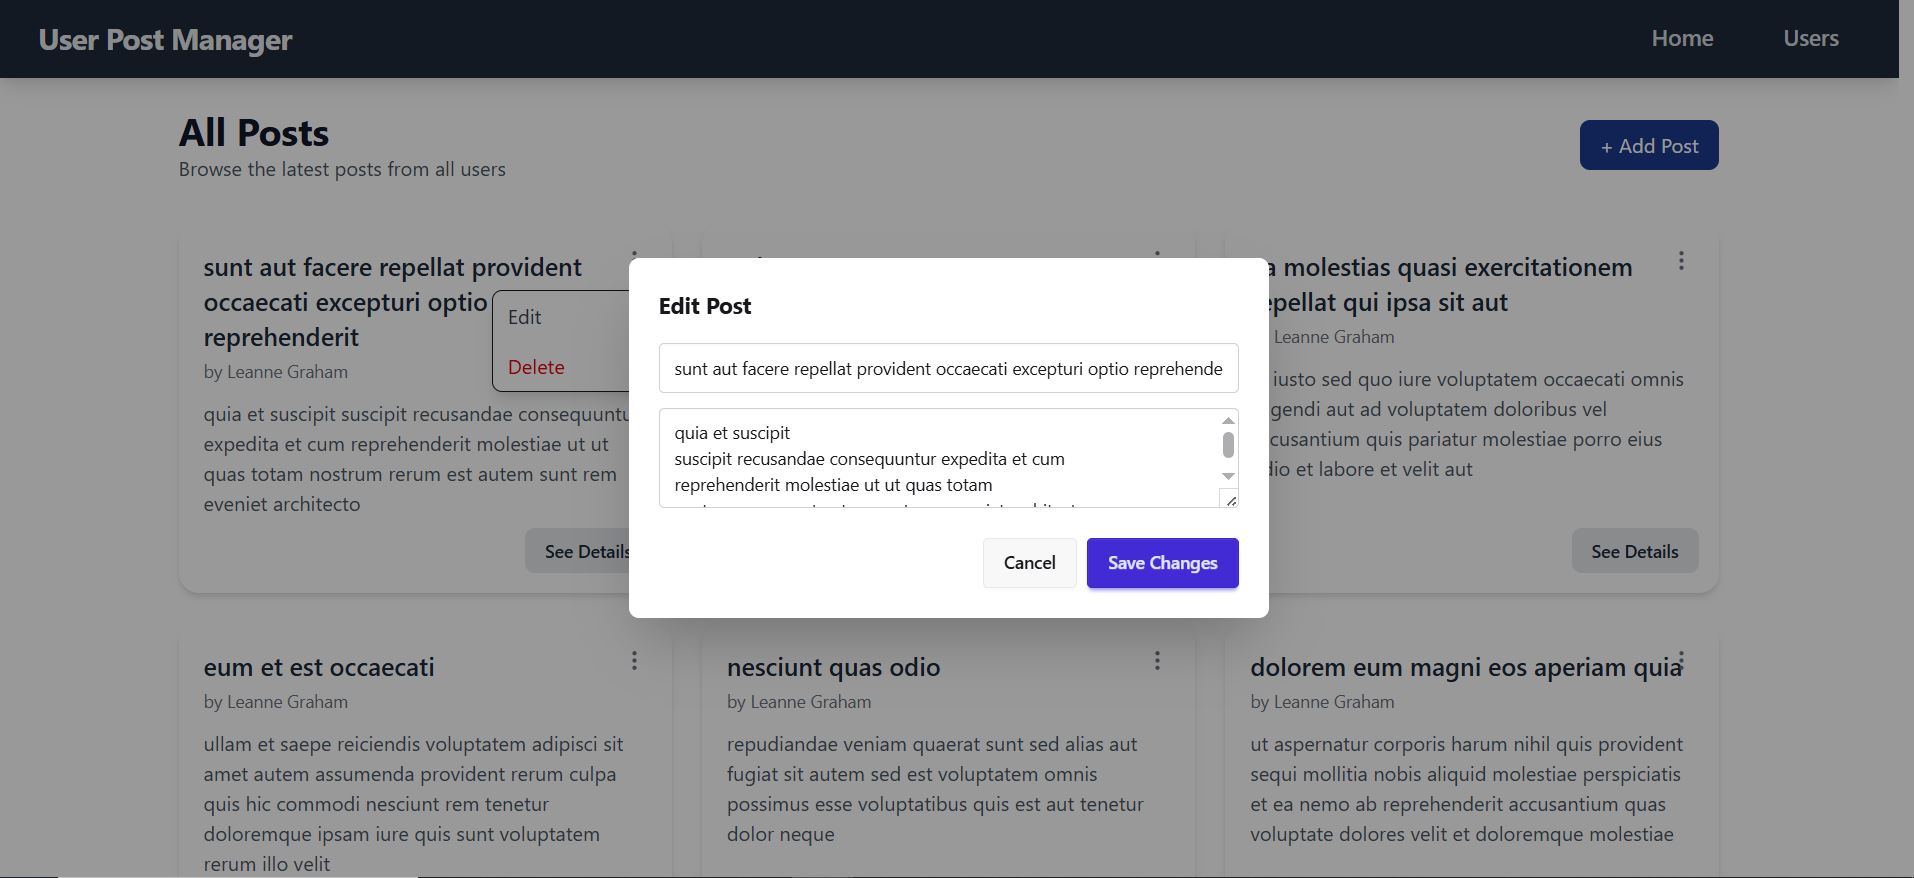 User Post Manager
Home
Users
All Posts
Browse the latest posts from all users
+ Add Post
sunt aut facere repellat provident
occaecati excepturi optio
reprehenderit
by Leanne Graham
quia et suscipit suscipit recusandae
expedita et cum reprehenderit molestiae ut ut
quas totam nostrum rerum est autem sunt rem
eveniet architecto
See Details
Edit
Delete
Edit Post
sunt aut facere repellat provident occaecati excepturi optio reprehende
quia et suscipit
suscipit recusandae consequuntur expedita et cum
reprehenderit molestiae ut ut quas totam
Cancel
Save Changes
molestias quasi exercitationem
qui ipsa sit aut
Leanne Graham
iusto sed quo iure voluptatem occaecati omnis
aut ad voluptatem doloribus vel
quis pariatur molestiae porro eius
et labore et velit aut
See Details
eum et est occaecati
by Leanne Graham
ullam et saepe reiciendis voluptatem adipisci sit
amet autem assumenda provident rerum culpa
quis hic commodi nesciunt rem tenetur
doloremque ipsam iure quis sunt voluptatem
rerum illo velit
nesciunt quas odio
by Leanne Graham
repudiandae veniam quaerat sunt sed alias aut
fugiat sit autem sed est voluptatem omnis
possimus esse voluptatibus quis est aut tenetur
dolor neque
dolorem eum magni eos aperiam quia
by Leanne Graham
ut aspernatur corporis harum nihil quis provident
sequi mollitia nobis aliquid molestiae perspiciatis
et ea nemo ab reprehenderit accusantium quas
voluptate dolores velit et doloremque molestiae